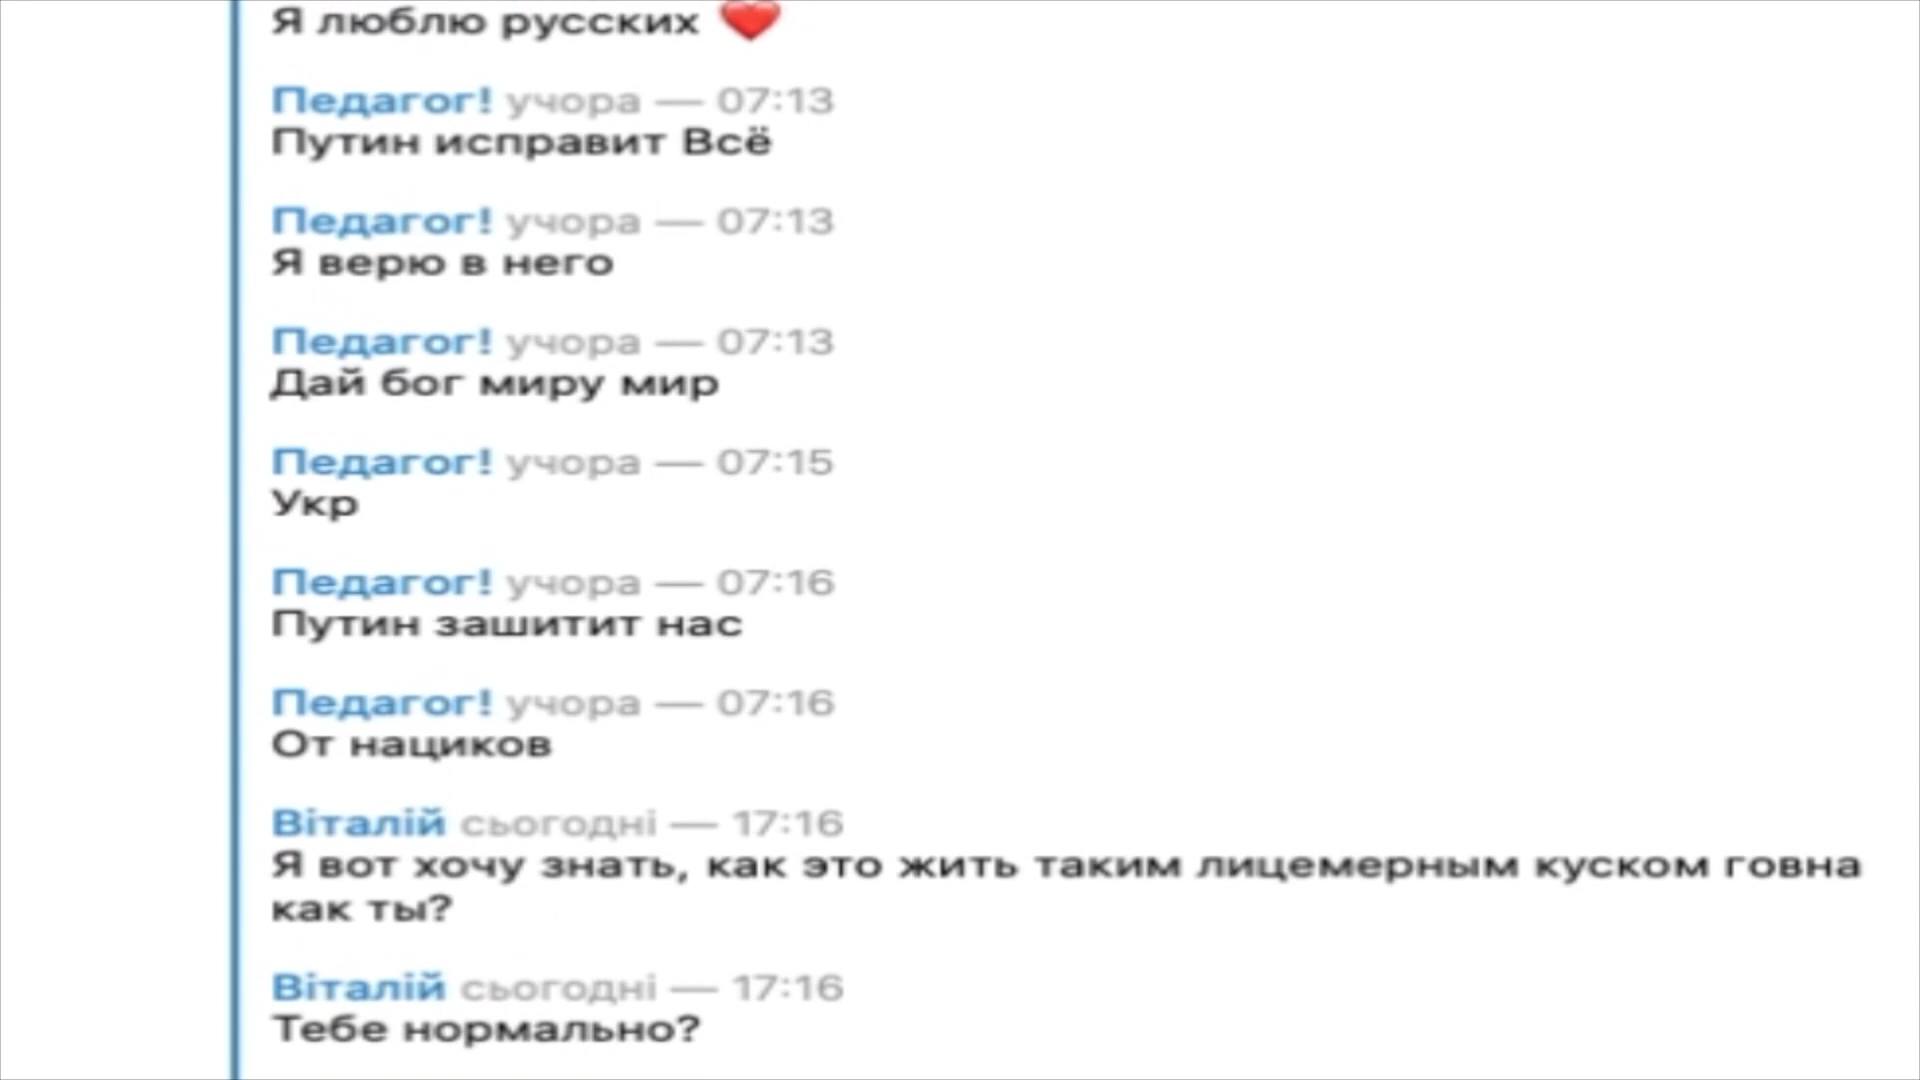 Я люблю русских ❤️
Педагог! учора — 07:13
Путин исправит Всё
Педагог! учора — 07:13
Я верю в него
Педагог! учора — 07:13
Дай бог миру мир
Педагог! учора — 07:15
Укр
Педагог! учора — 07:16
Путин зашитит нас
Педагог! учора — 07:16
От нациков
Віталій сьогодні — 17:16
Я вот хочу знать, как это жить таким лицемерным куском говна
как ты?
Віталій сьогодні — 17:16
Тебе нормально?